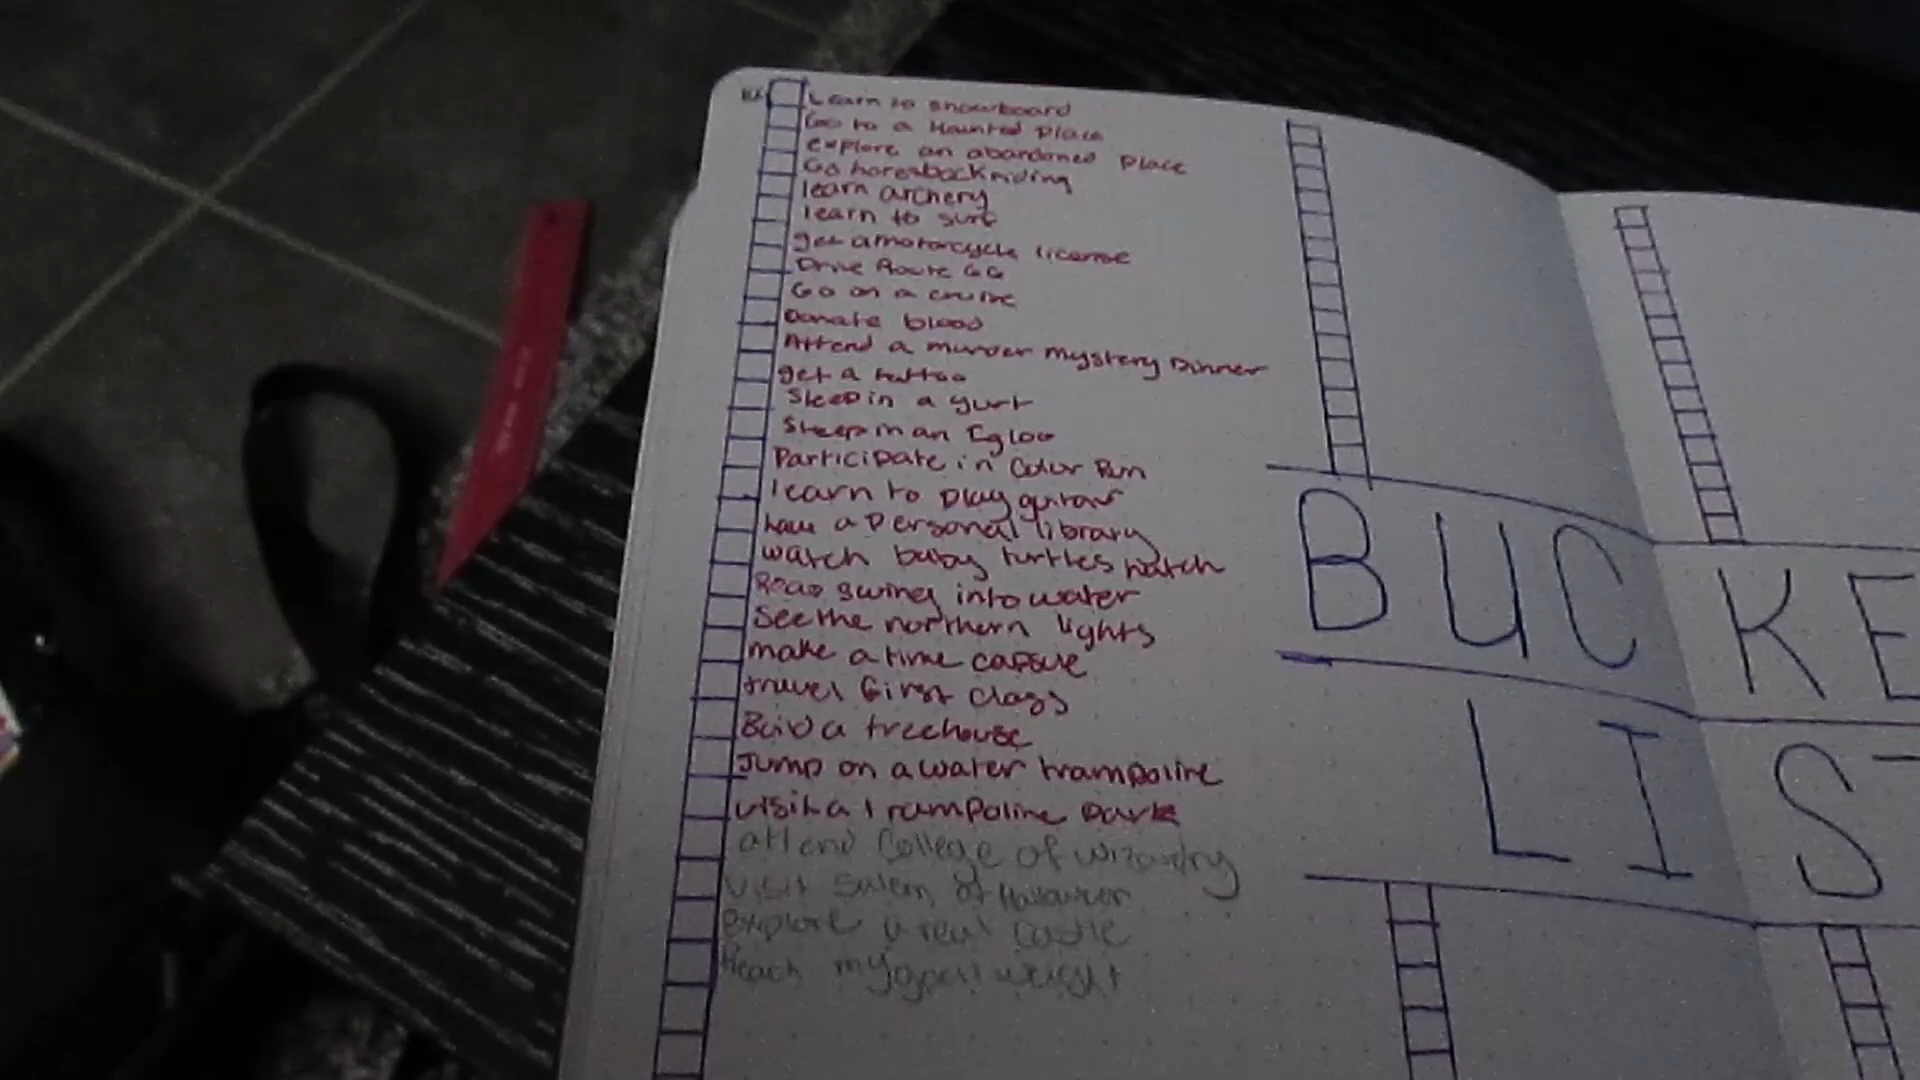 Learn to snowboard
Go to a Haunted Place
explore an abandoned Place
Go horesback riding
learn archery
learn to surf
get a motorcycle license
Drive Route 66
Go on a cruise
Donate blood
Attend a murder mystery Dinner
get a tattoo
Sleep in a yurt
Sleep in an Igloo
Participate in Color Run
learn to play guitar
have a Personal library
watch baby turtles hatch
swing into water
See the northern lights
make a time capsule
travel first class
Build a treehouse
Jump on a water trampoline
visit a trampoline Park
attend College of wizardry
Visit Salem at Halloween
Explore a real castle
Reach my goal weight
BUCKE
LIS